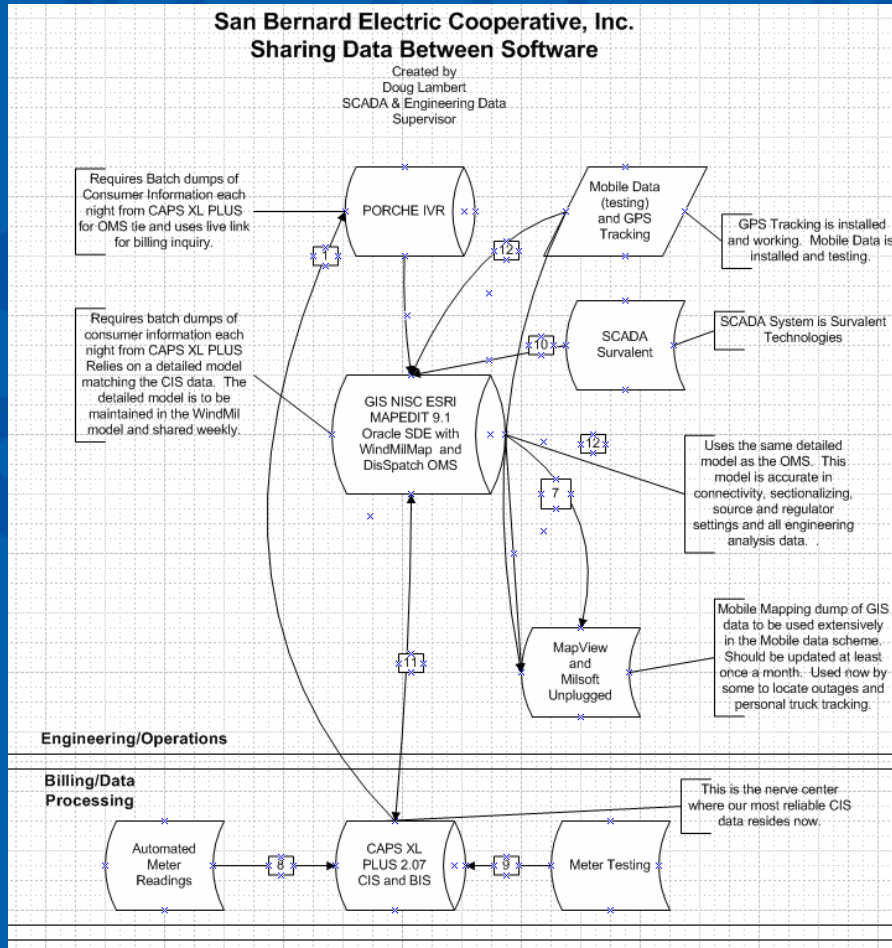 San Bernard Electric Cooperative, Inc.
Sharing Data Between Software
Created by
Doug Lambert
SCADA & Engineering Data
Supervisor
Requires Batch dumps of
Consumer Information each
night from CAPS XL PLUS
for OMS tie and uses live link
for billing inquiry.
PORCHE IVR
Mobile Data
(testing)
and GPS
Tracking
GPS Tracking is installed
and working. Mobile Data is
installed and testing.
1
12
Requires batch dumps of
consumer information each
night from CAPS XL PLUS
Relies on a detailed model
matching the CIS data. The
detailed model is to be
maintained in the WindMil
model and shared weekly.
10
SCADA
Survalent
SCADA System is Survalent
Technologies
GIS NISC ESRI
MAPEDIT 9.1
Oracle SDE with
WindMilMap and
DisSpatch OMS
12
7
Uses the same detailed
model as the OMS. This
model is accurate in
connectivity, sectionalizing,
source and regulator
settings and all engineering
analysis data. .
11
MapView
and
Milsoft
Unplugged
Mobile Mapping dump of GIS
data to be used extensively
in the Mobile data scheme.
Should be updated at least
once a month. Used now by
some to locate outages and
personal truck tracking.
Engineering/Operations
Billing/Data
Processing
This is the nerve center
where our most reliable CIS
data resides now.
Automated
Meter
Readings
8
CAPS XL
PLUS 2.07
CIS and BIS
9
Meter Testing